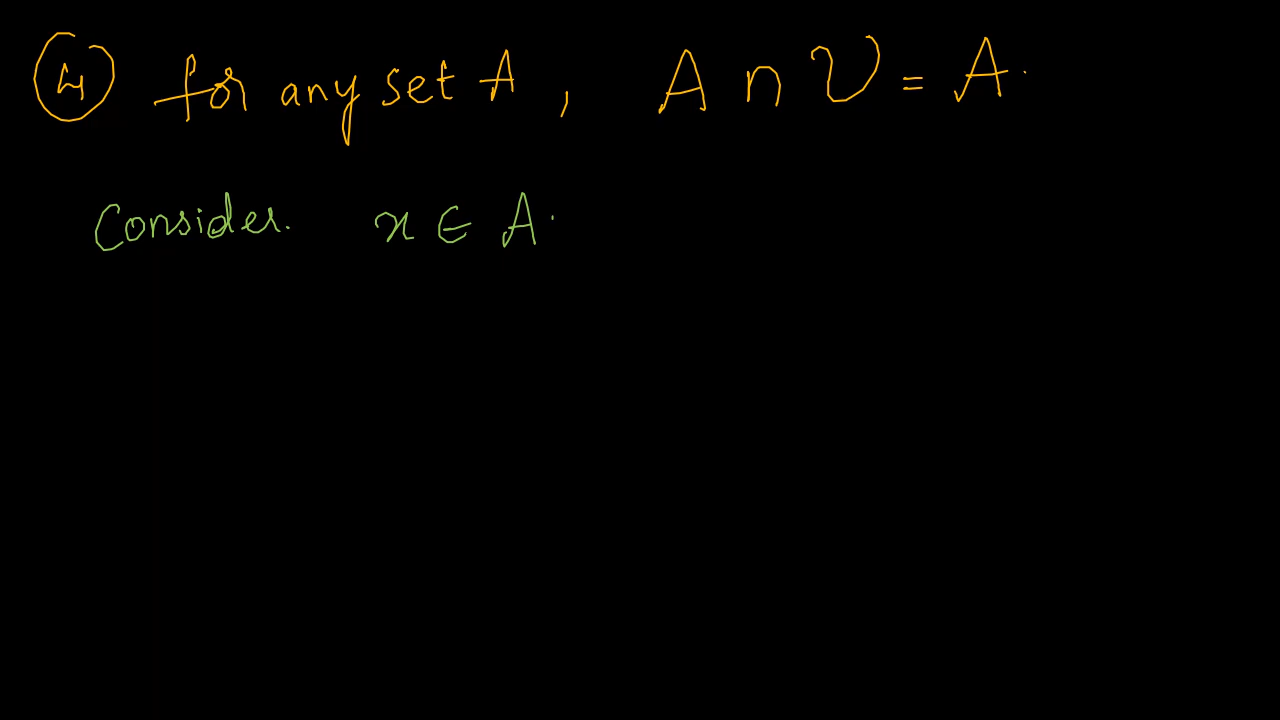 ④ for any set A, A ∩ U = A.
Consider. x ∈ A.